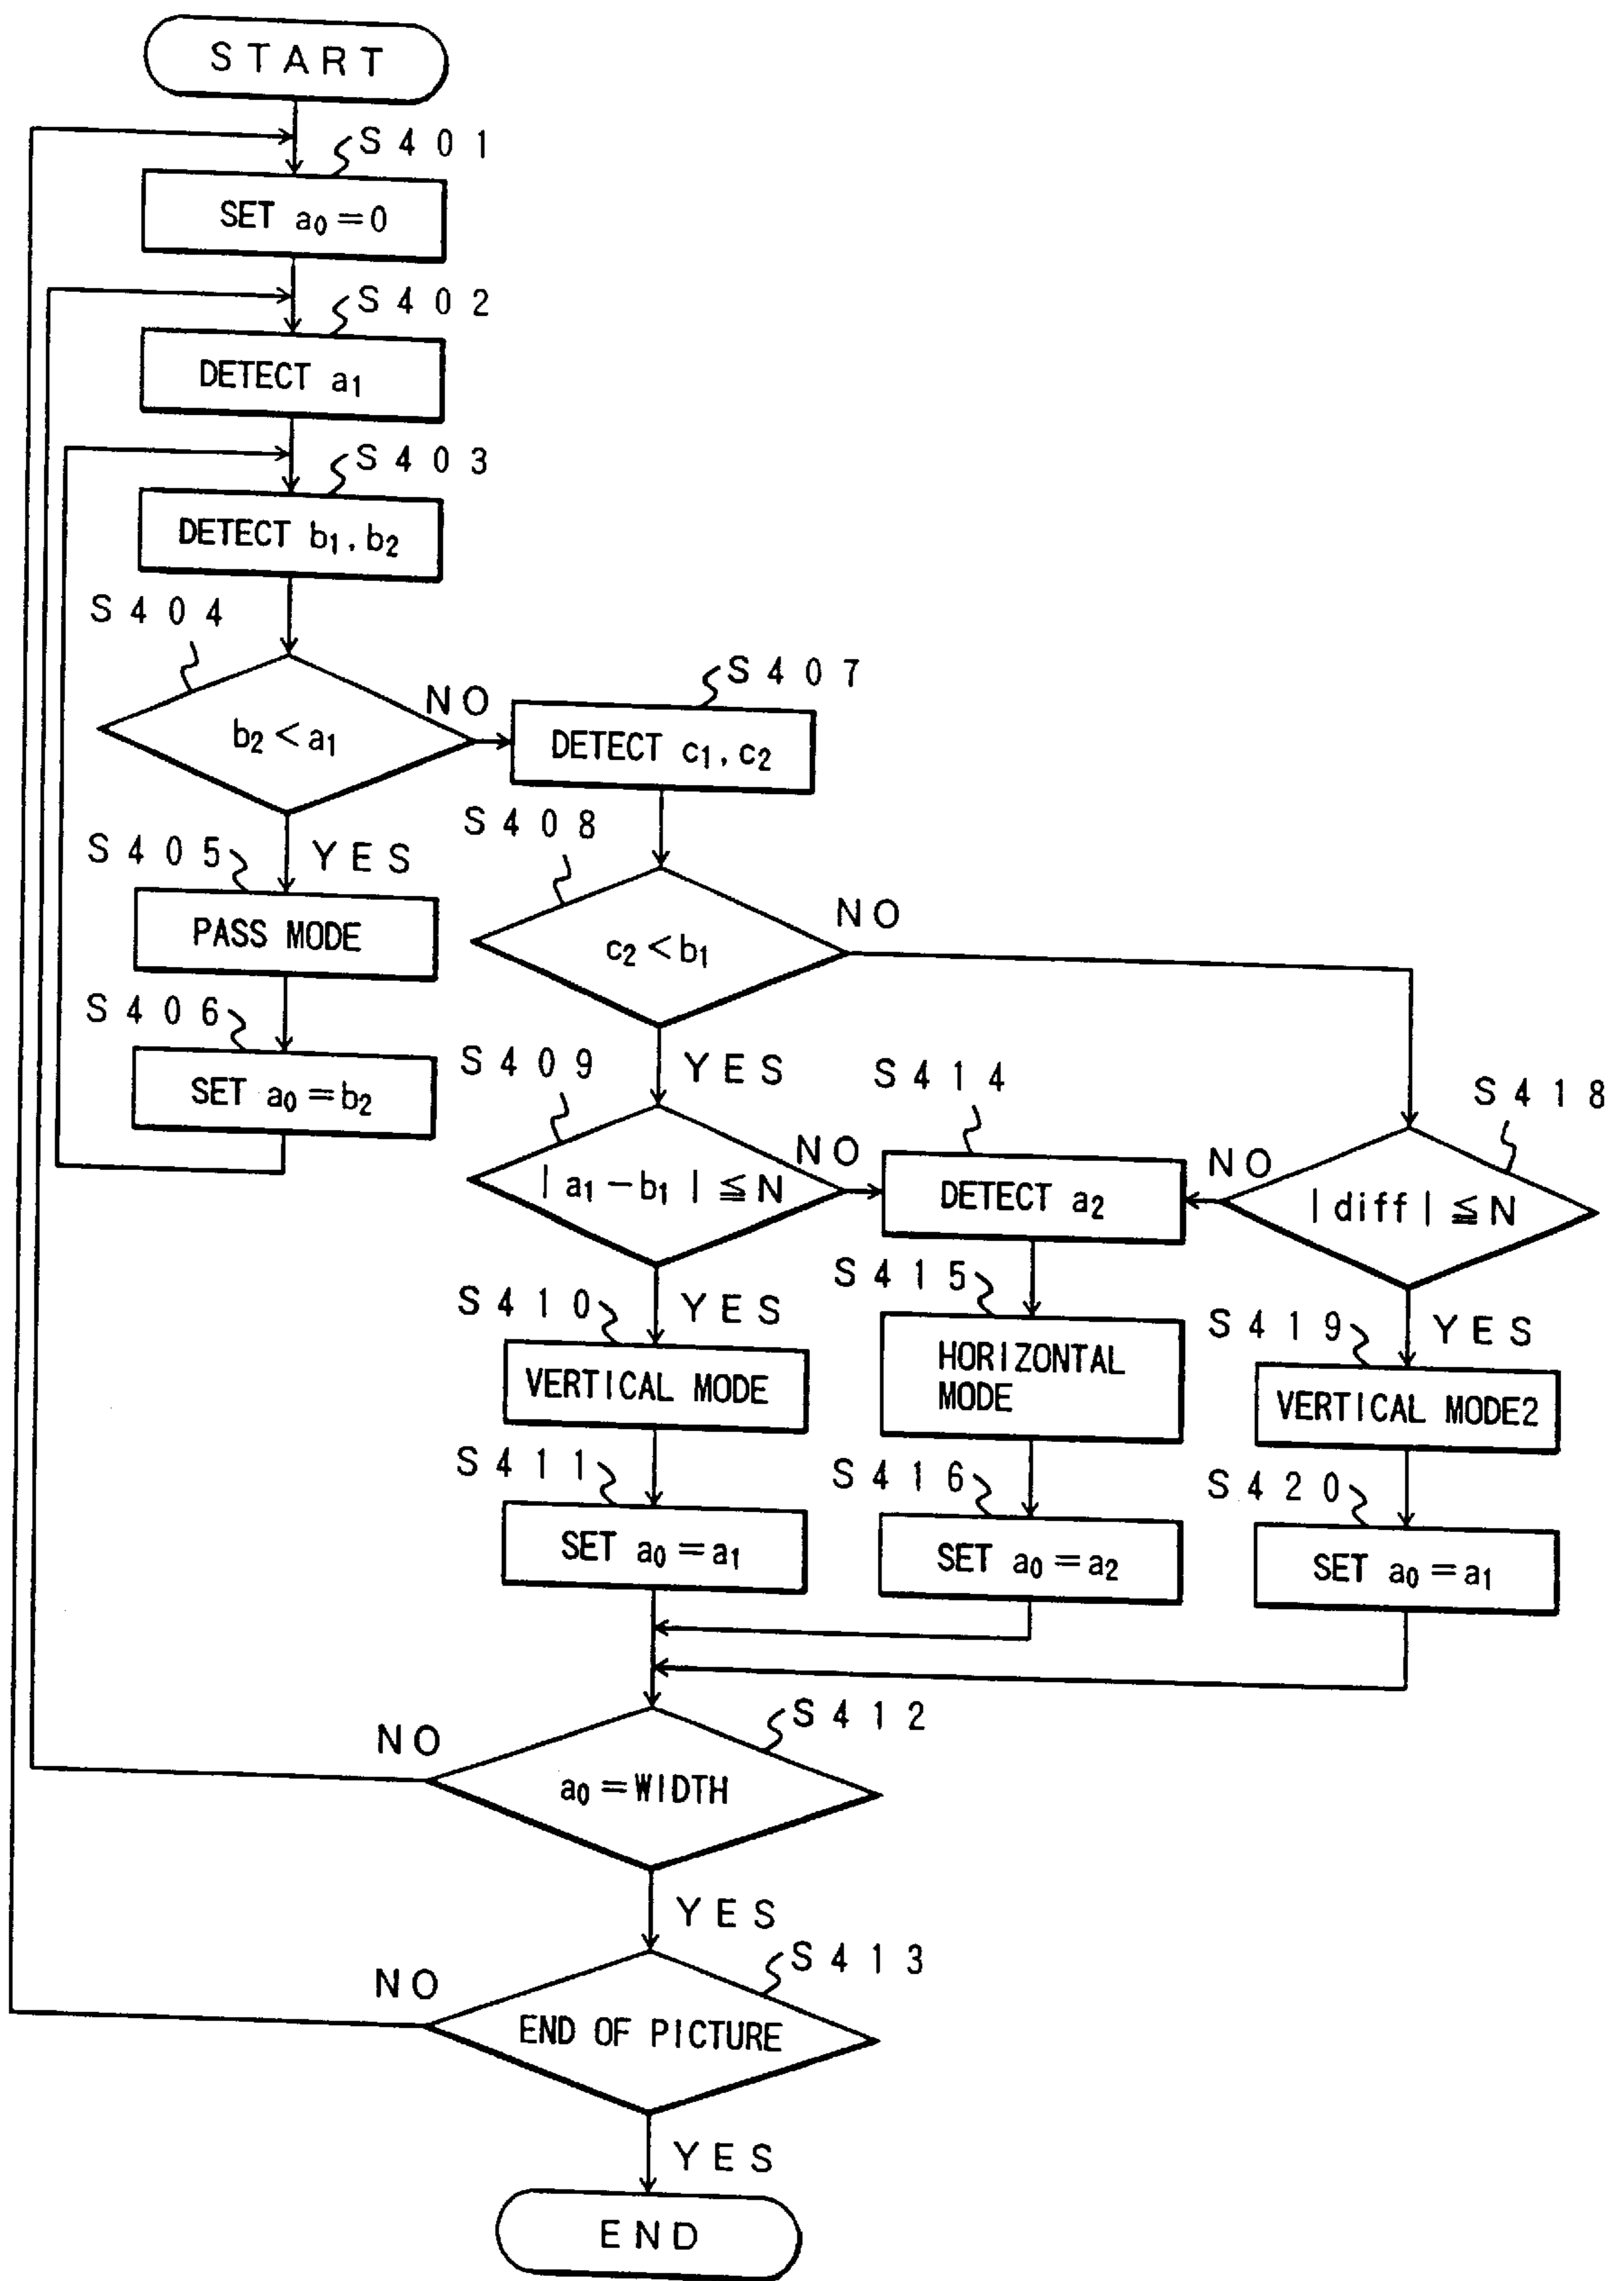 START
S401
SET a₀=0
S402
DETECT a₁
S403
DETECT b₁, b₂
S404
b₂<a₁
NO
S407
DETECT c₁, c₂
S405
YES
PASS MODE
S408
c₂<b₁
NO
S406
SET a₀=b₂
YES
S409
|a₁-b₁|≦N
NO
S414
DETECT a₂
NO
S418
|diff|≦N
S410
YES
VERTICAL MODE
S415
HORIZONTAL
MODE
S419
YES
VERTICAL MODE2
S411
SET a₀=a₁
S416
SET a₀=a₂
S420
SET a₀=a₁
S412
NO
a₀=WIDTH
YES
S413
NO
END OF PICTURE
YES
END